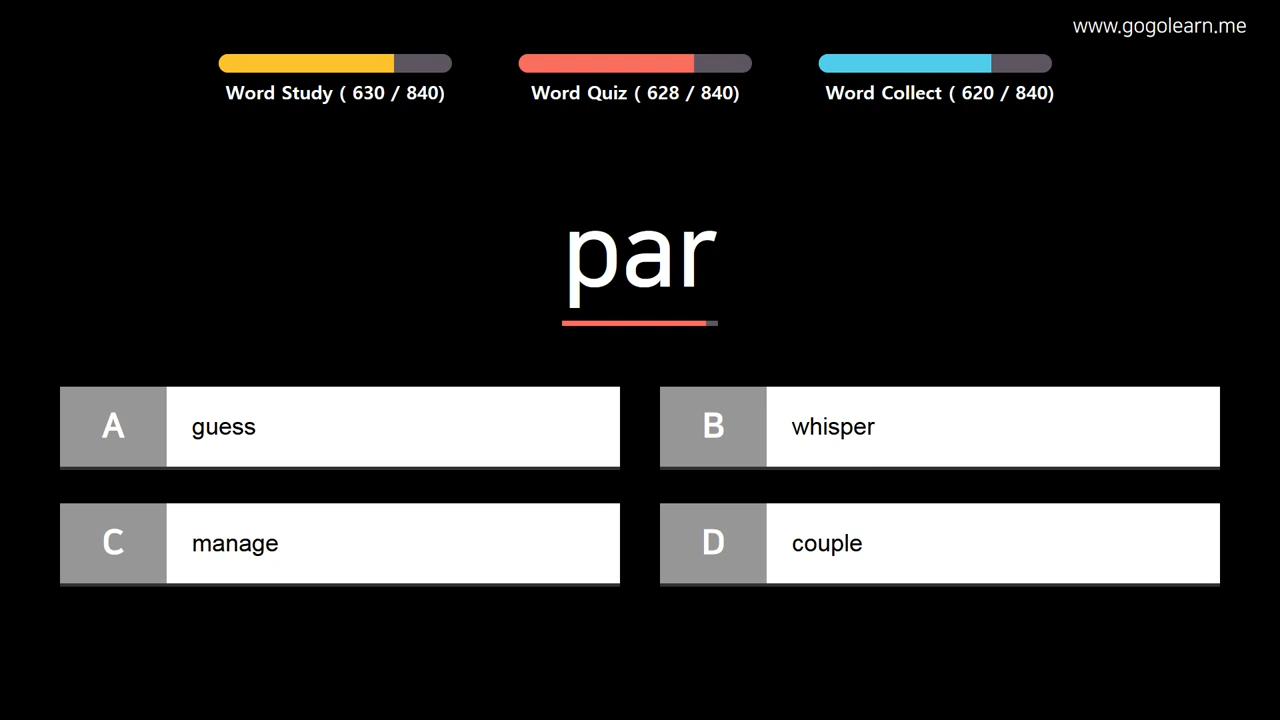 www.gogolearn.me
Word Study ( 630 / 840)
Word Quiz ( 628 / 840)
Word Collect ( 620 / 840)
par
A guess
B whisper
C manage
D couple